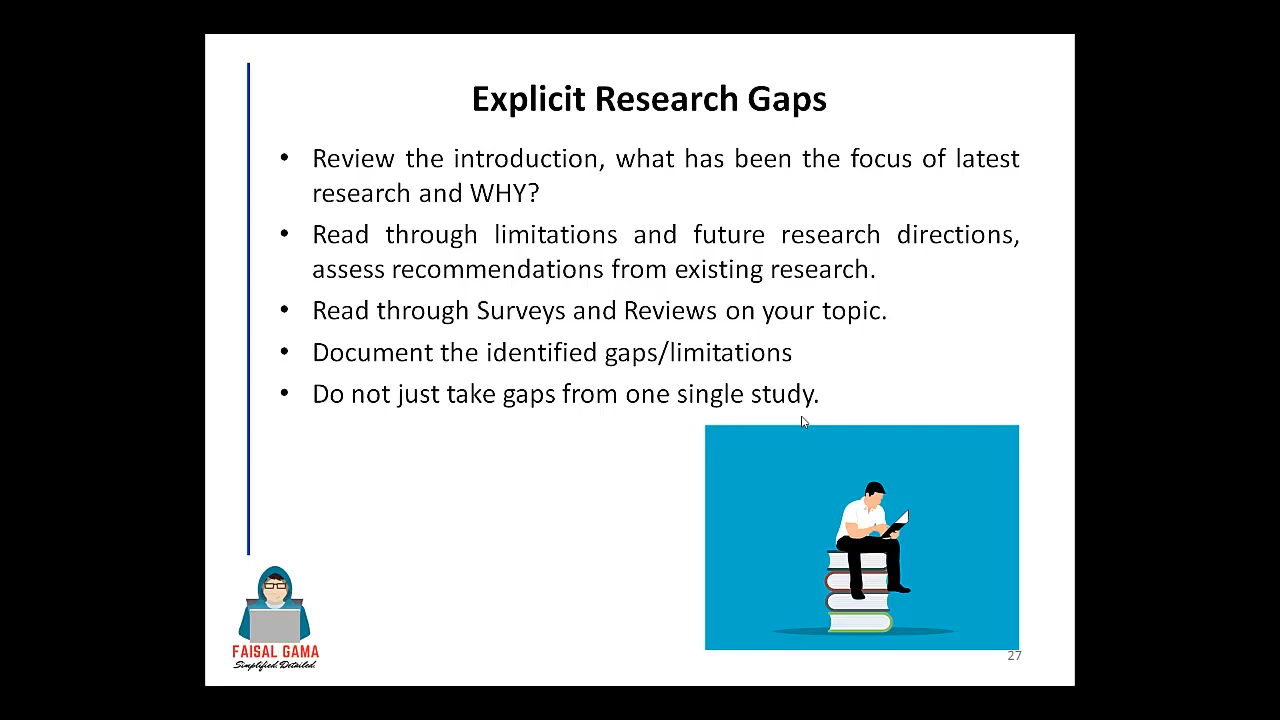 Explicit Research Gaps
• Review the introduction, what has been the focus of latest
research and WHY?
• Read through limitations and future research directions,
assess recommendations from existing research.
• Read through Surveys and Reviews on your topic.
• Document the identified gaps/limitations
• Do not just take gaps from one single study.
FAISAL GAMA
Simplified. Detailed.
27